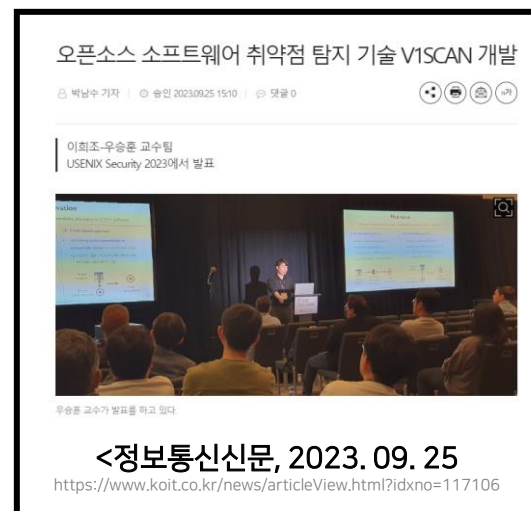 오픈소스 소프트웨어 취약점 탐지 기술 V1SCAN 개발
박남수 기자 | 승인 2023.09.25 15:10 | 댓글 0
가
이희조-우승훈 교수팀
USENIX Security 2023에서 발표
우승훈 교수가 발표를 하고 있다.
<정보통신신문, 2023. 09. 25
https://www.koit.co.kr/news/articleView.html?idxno=117106